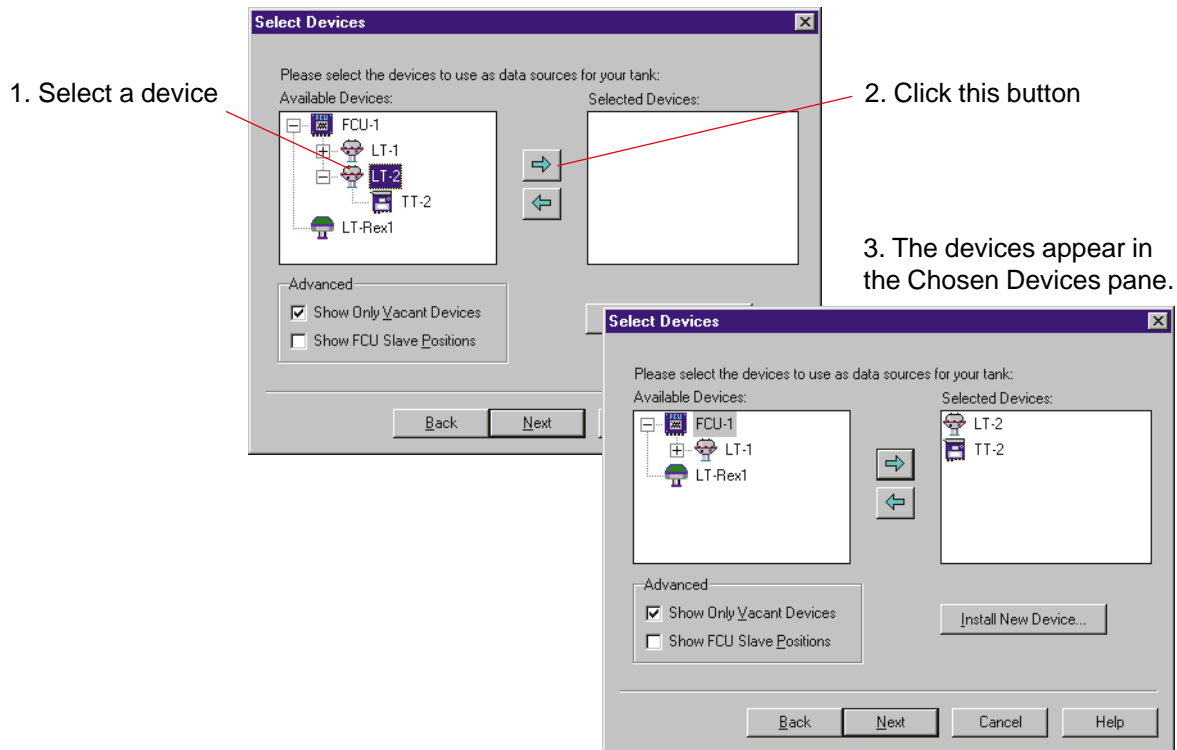 Select Devices
1. Select a device
Please select the devices to use as data sources for your tank:
Available Devices:
Selected Devices:
2. Click this button
FCU
FCU-1
LT-1
LT-2
TT-2
LT-Rex1
3. The devices appear in
the Chosen Devices pane.
Advanced
Show Only Vacant Devices
Show FCU Slave Positions
Back
Next
Select Devices
Please select the devices to use as data sources for your tank:
Available Devices:
Selected Devices:
FCU
FCU-1
LT-1
LT-Rex1
LT-2
TT-2
Advanced
Show Only Vacant Devices
Show FCU Slave Positions
Install New Device...
Back
Next
Cancel
Help